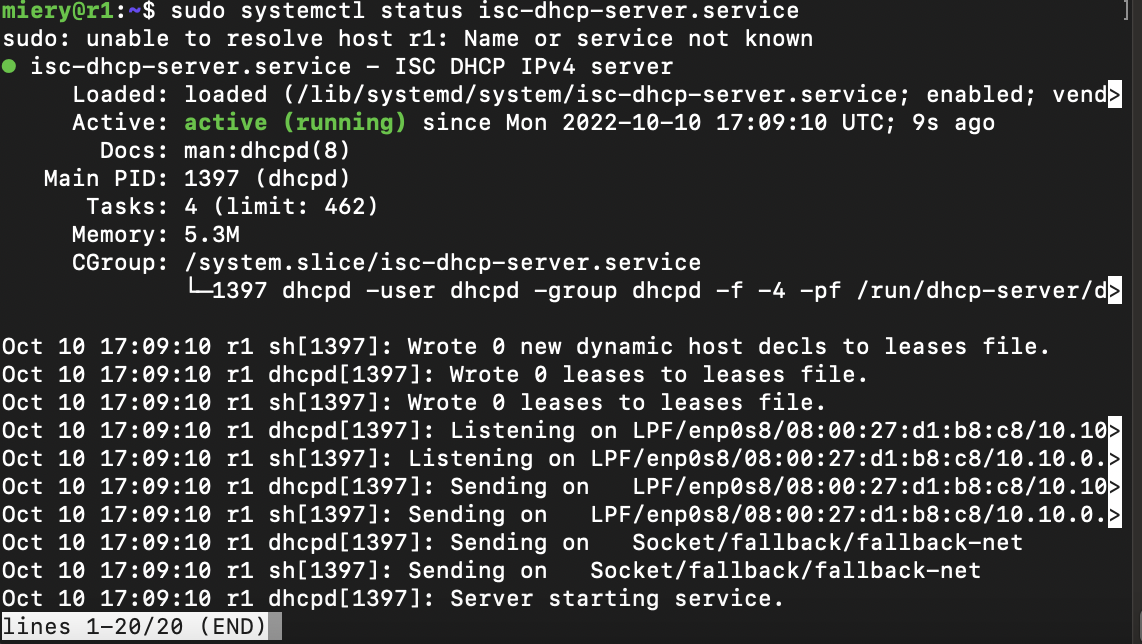 miery@r1:~$ sudo systemctl status isc-dhcp-server.service
sudo: unable to resolve host r1: Name or service not known
● isc-dhcp-server.service - ISC DHCP IPv4 server
     Loaded: loaded (/lib/systemd/system/isc-dhcp-server.service; enabled; vend>
     Active: active (running) since Mon 2022-10-10 17:09:10 UTC; 9s ago
       Docs: man:dhcpd(8)
   Main PID: 1397 (dhcpd)
      Tasks: 4 (limit: 462)
     Memory: 5.3M
     CGroup: /system.slice/isc-dhcp-server.service
             └─1397 dhcpd -user dhcpd -group dhcpd -f -4 -pf /run/dhcp-server/d>

Oct 10 17:09:10 r1 sh[1397]: Wrote 0 new dynamic host decls to leases file.
Oct 10 17:09:10 r1 dhcpd[1397]: Wrote 0 leases to leases file.
Oct 10 17:09:10 r1 sh[1397]: Wrote 0 leases to leases file.
Oct 10 17:09:10 r1 dhcpd[1397]: Listening on LPF/enp0s8/08:00:27:d1:b8:c8/10.10>
Oct 10 17:09:10 r1 sh[1397]: Listening on LPF/enp0s8/08:00:27:d1:b8:c8/10.10.0.>
Oct 10 17:09:10 r1 dhcpd[1397]: Sending on   LPF/enp0s8/08:00:27:d1:b8:c8/10.10>
Oct 10 17:09:10 r1 sh[1397]: Sending on   LPF/enp0s8/08:00:27:d1:b8:c8/10.10.0.>
Oct 10 17:09:10 r1 dhcpd[1397]: Sending on   Socket/fallback/fallback-net
Oct 10 17:09:10 r1 sh[1397]: Sending on   Socket/fallback/fallback-net
Oct 10 17:09:10 r1 dhcpd[1397]: Server starting service.
lines 1-20/20 (END)